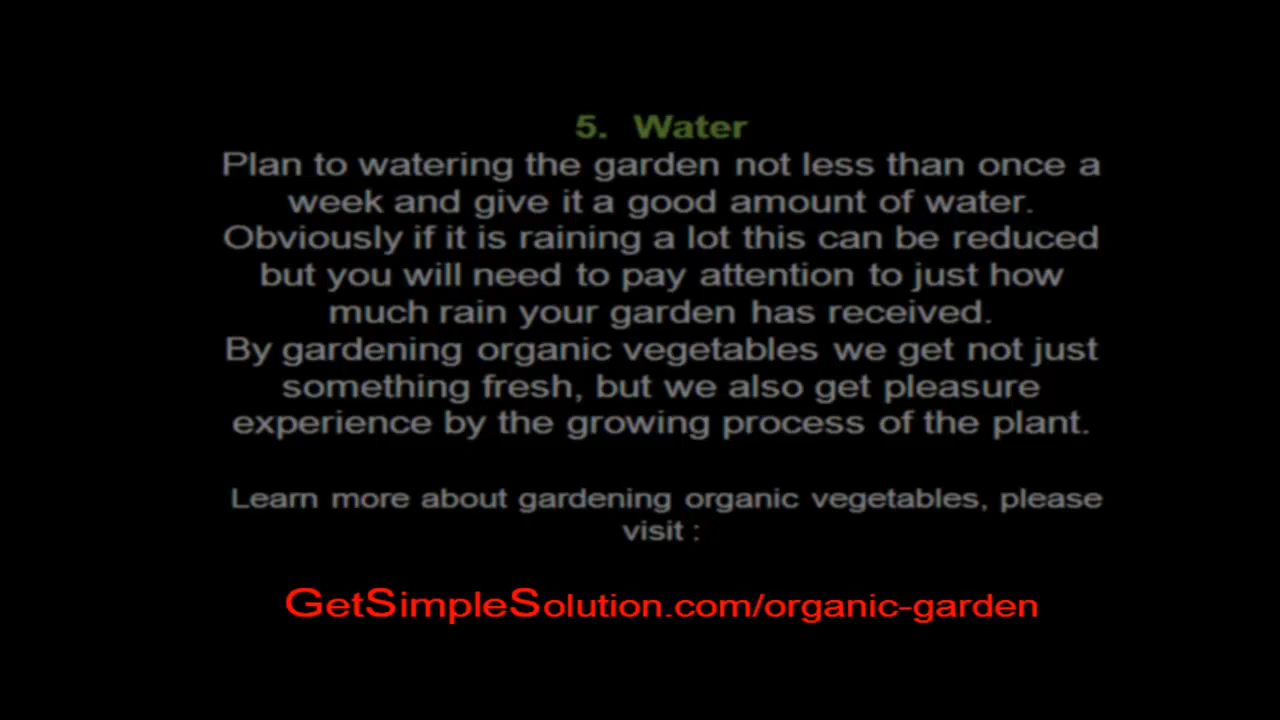 5. Water
Plan to watering the garden not less than once a
week and give it a good amount of water.
Obviously if it is raining a lot this can be reduced
but you will need to pay attention to just how
much rain your garden has received.
By gardening organic vegetables we get not just
something fresh, but we also get pleasure
experience by the growing process of the plant.
Learn more about gardening organic vegetables, please
visit :
GetSimpleSolution.com/organic-garden